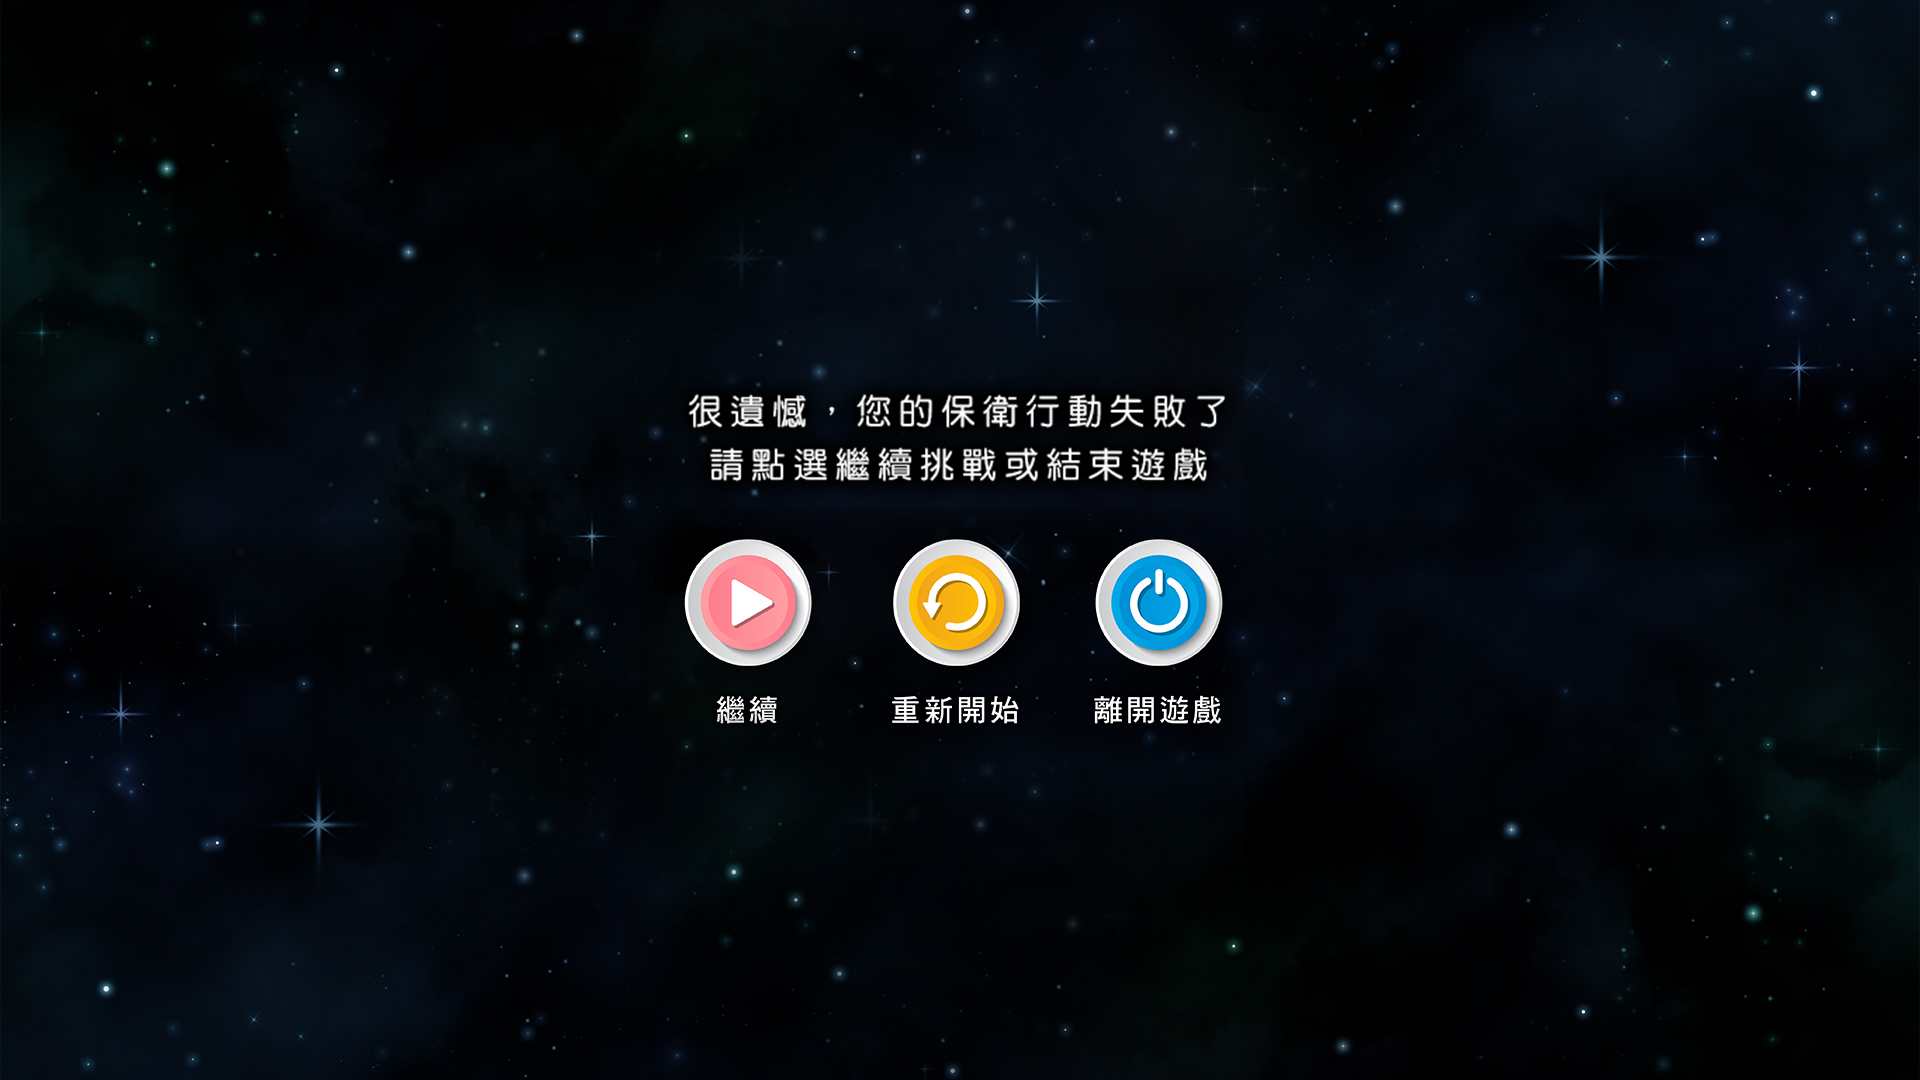 很遺憾，您的保衛行動失敗了
請點選繼續挑戰或結束遊戲
繼續
重新開始
離開遊戲